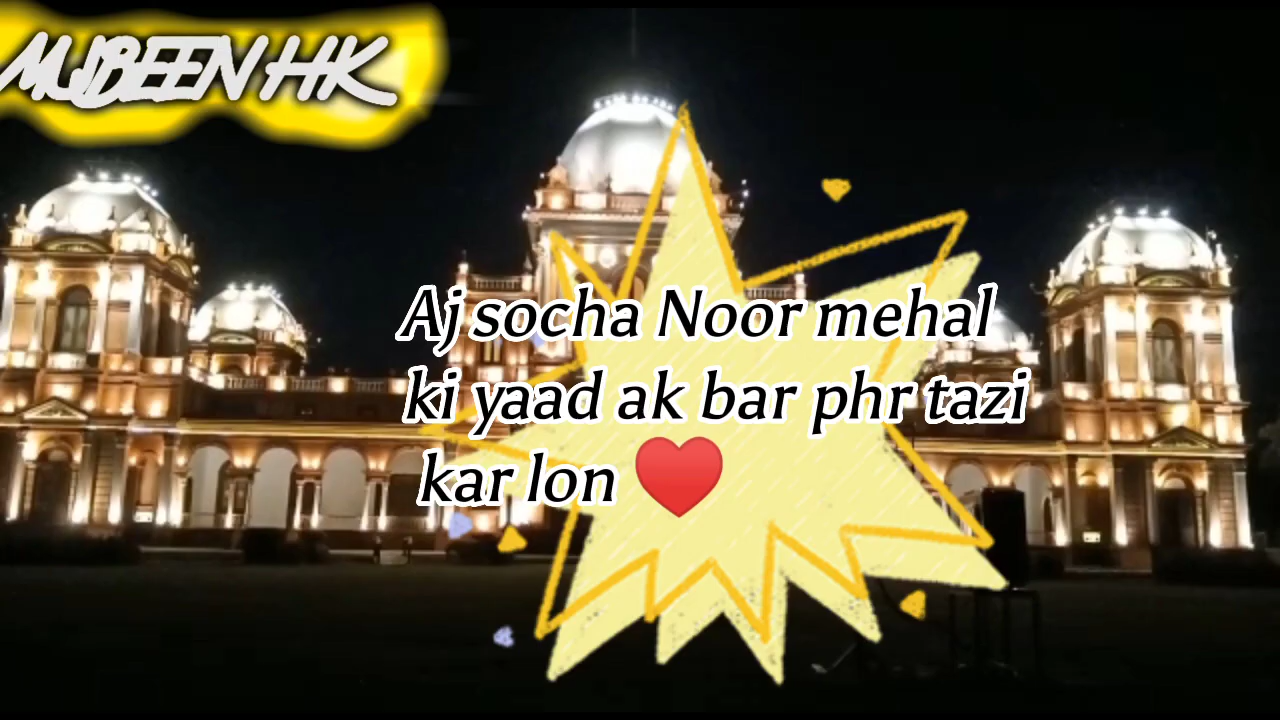 MUBEEN HK
Aj socha Noor mehal
ki yaad ak bar phr tazi
kar lon ❤️